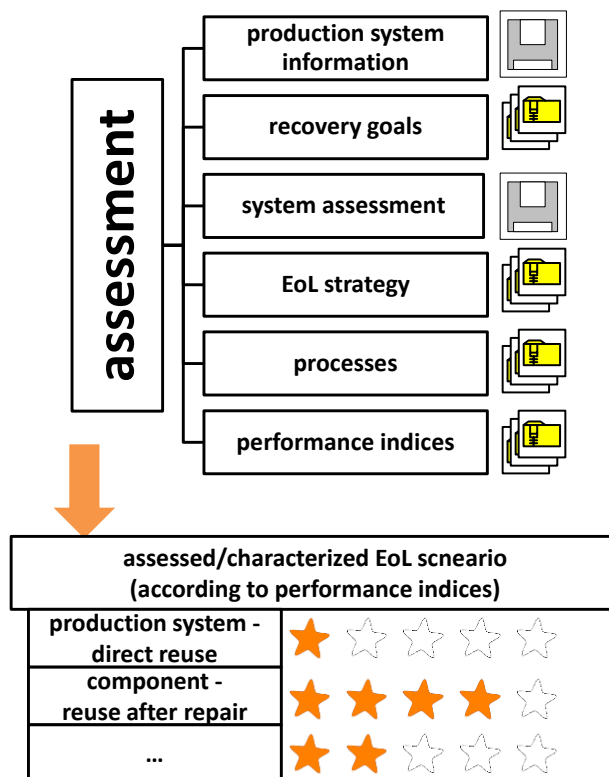 assessment
production system
information
recovery goals
system assessment
EoL strategy
processes
performance indices
assessed/characterized EoL scneario
(according to performance indices)
production system -
direct reuse
component -
reuse after repair
...